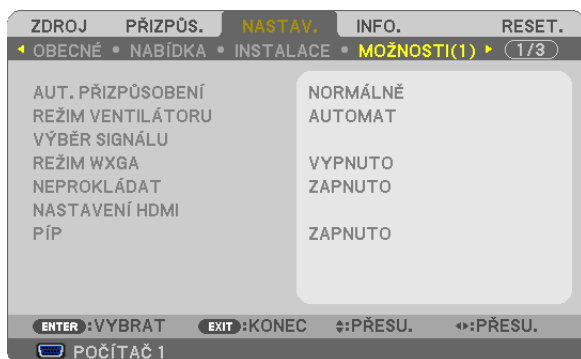 ZDROJ PŘIZPŮS. NASTAV. INFO. RESET.
OBECNÉ • NABÍDKA • INSTALACE • MOŽNOSTI(1) 1/3
AUT. PŘIZPŮSOBENÍ NORMÁLNĚ
REŽIM VENTILÁTORU AUTOMAT
VÝBĚR SIGNÁLU
REŽIM WXGA VYPNUTO
NEPROKLÁDAT ZAPNUTO
NASTAVENÍ HDMI
PÍP ZAPNUTO
ENTER:VYBRAT EXIT:KONEC :PŘESU. :PŘESU.
POČÍTAČ 1